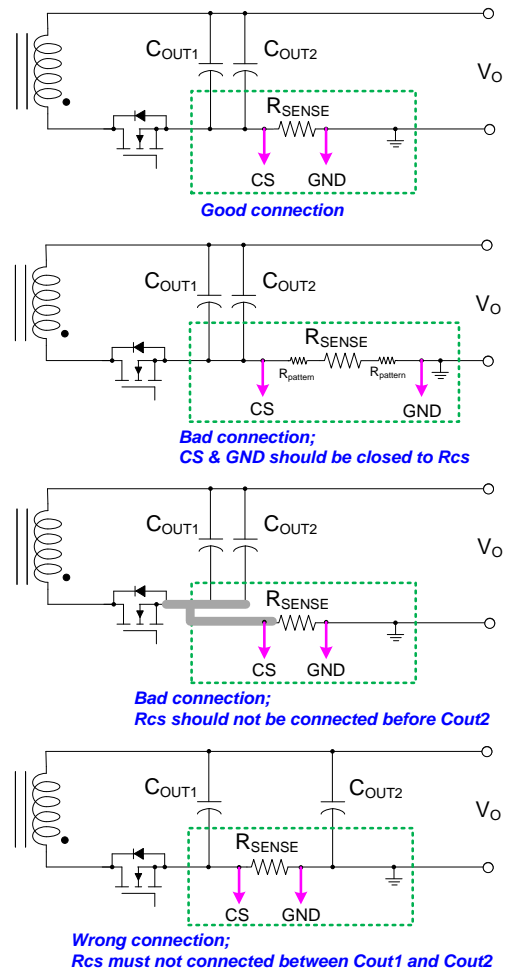 COUT1 COUT2
VO
RSENSE
CS GND
Good connection
COUT1 COUT2
VO
RSENSE
Rpattern Rpattern
CS GND
Bad connection;
CS & GND should be closed to Rcs
COUT1 COUT2
VO
RSENSE
CS GND
Bad connection;
Rcs should not be connected before Cout2
COUT1 COUT2
VO
RSENSE
CS GND
Wrong connection;
Rcs must not connected between Cout1 and Cout2